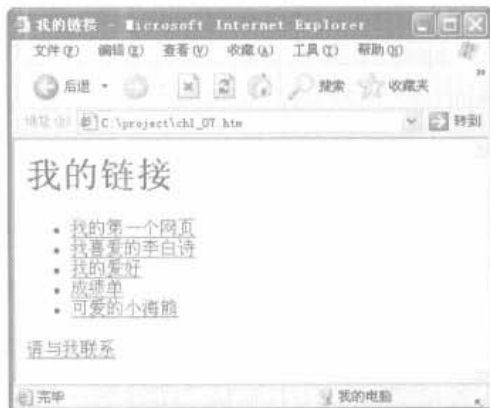 我的链接 - Microsoft Internet Explorer
文件(F) 编辑(E) 查看(V) 收藏(A) 工具(T) 帮助(H)
后退 搜索 收藏夹
地址(D) C:\project\ch1_07.htm 转到
我的链接
我的第一个网页
我喜爱的李白诗
我的爱好
成绩单
可爱的小海熊
请与我联系
完毕 我的电脑